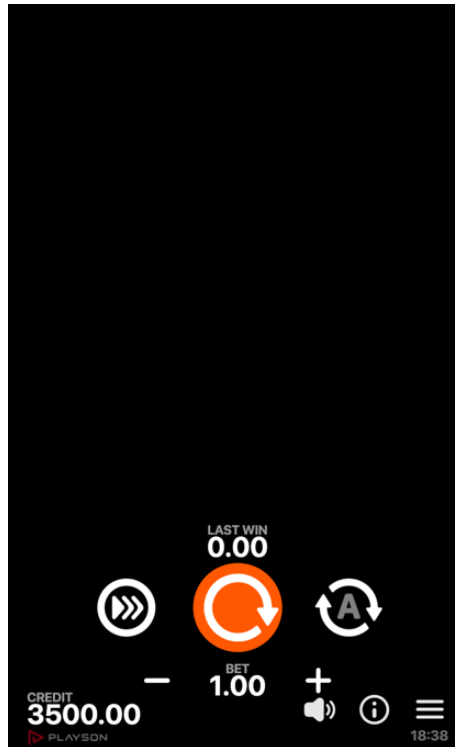 LAST WIN
0.00
A
BET
1.00
CREDIT
3500.00
PLAYSON
18:38